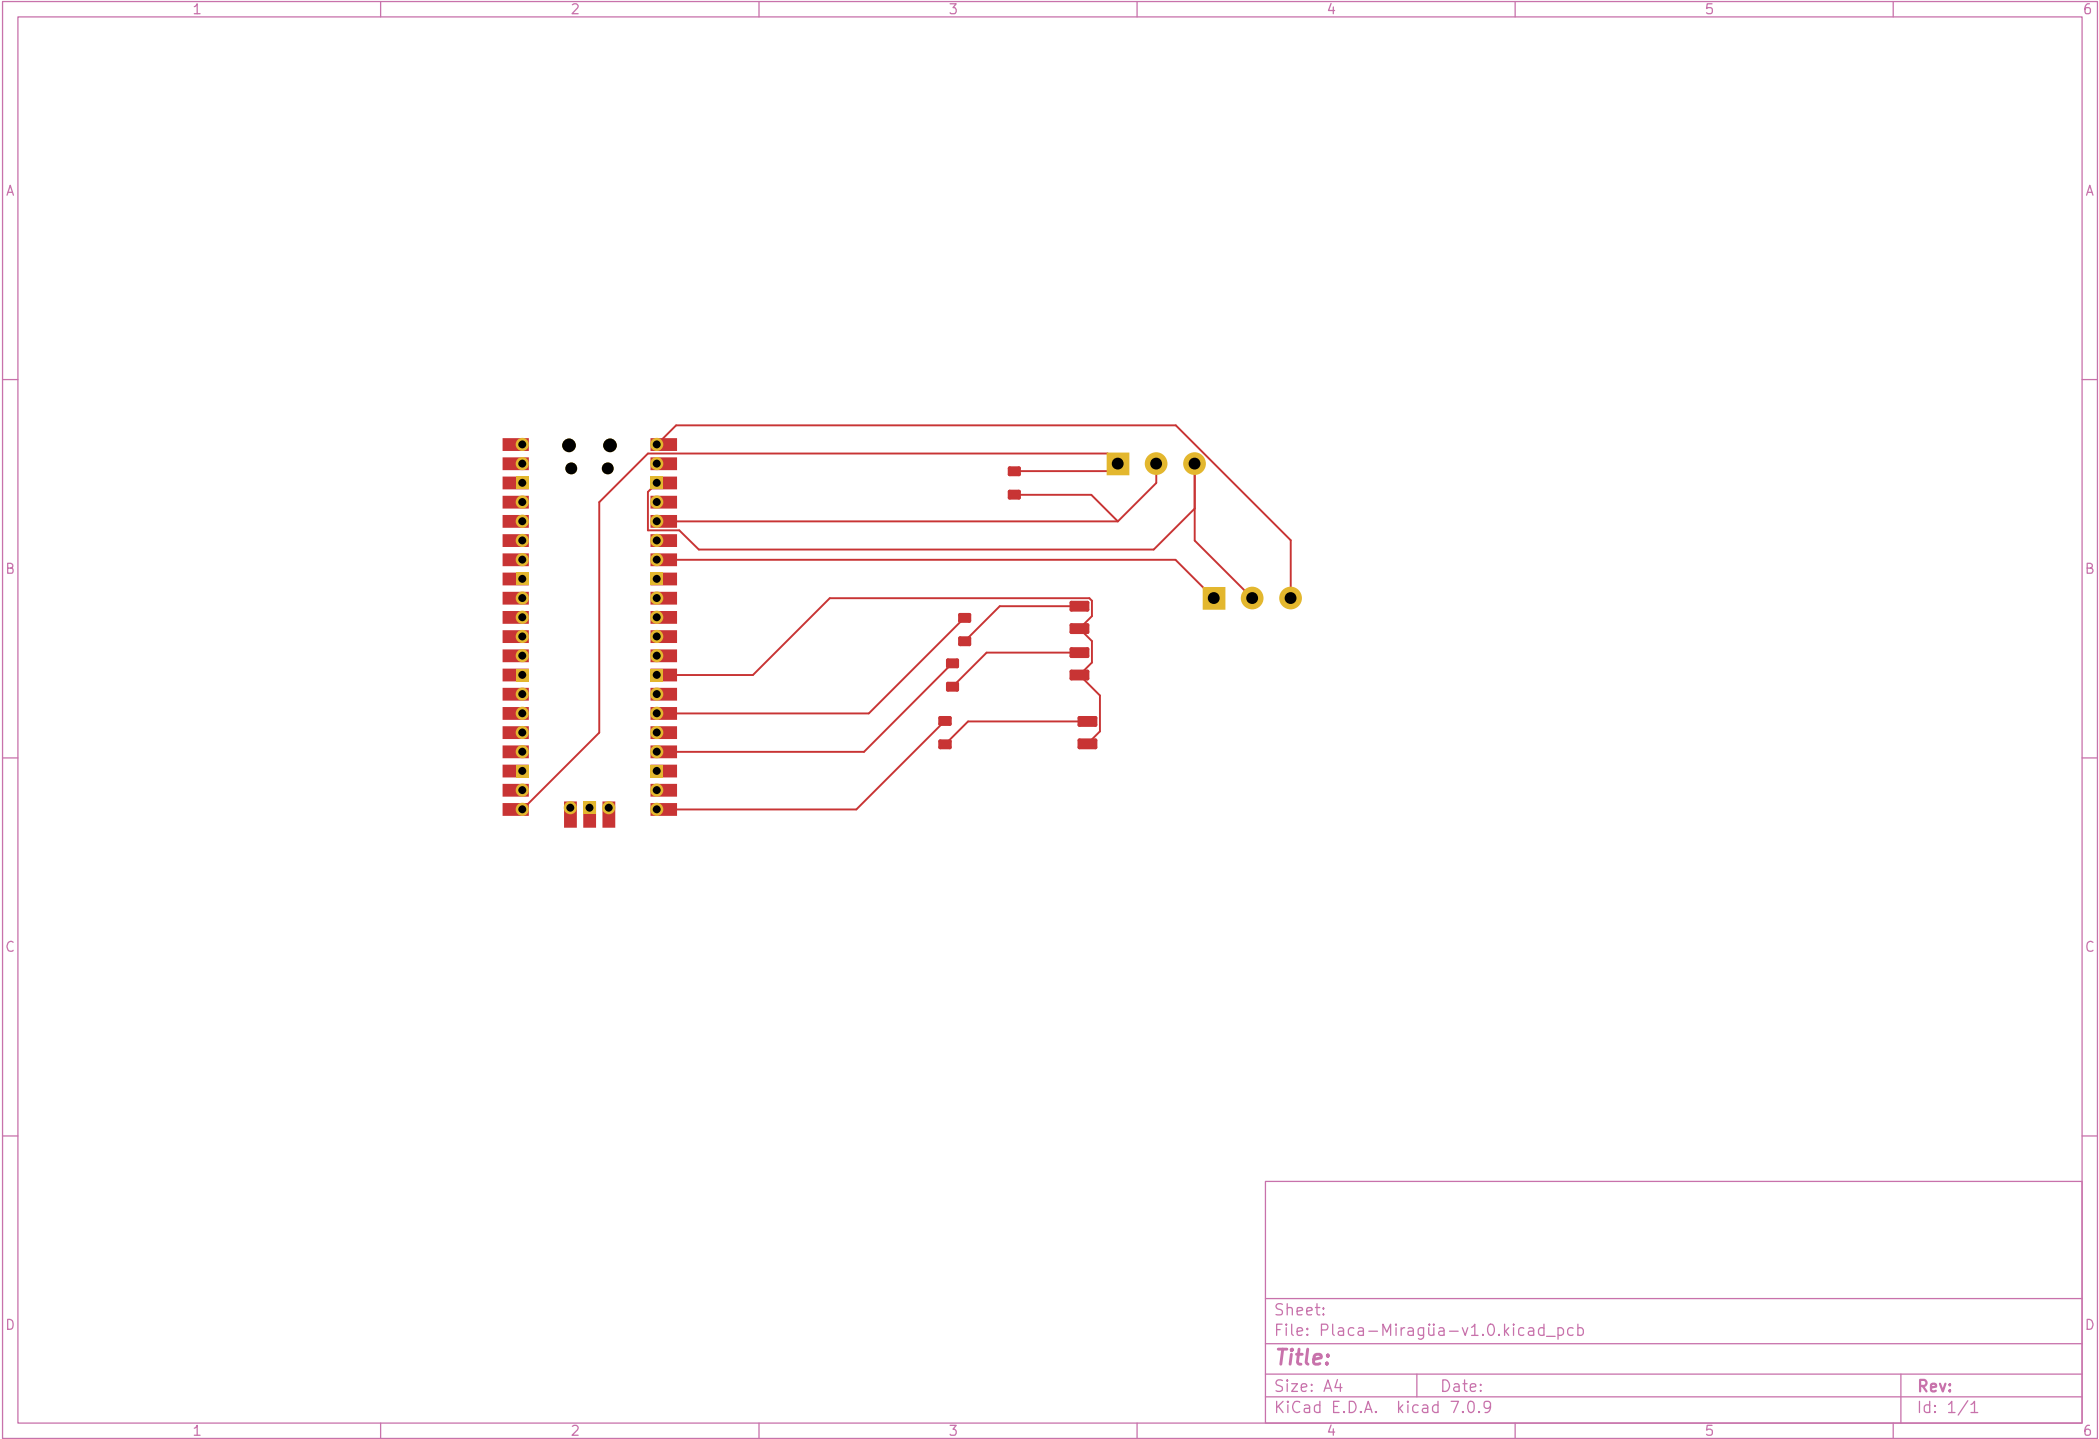 1 2 3 4 5 6
A A
B B
C C
D D
Sheet:
File: Placa-Miragüa-v1.0.kicad_pcb
Title:
Size: A4 Date: Rev:
KiCad E.D.A. kicad 7.0.9 Id: 1/1
1 2 3 4 5 6